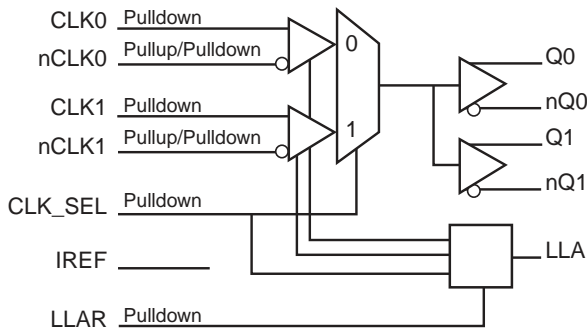 CLK0 Pulldown
nCLK0 Pullup/Pulldown
CLK1 Pulldown
nCLK1 Pullup/Pulldown
CLK_SEL Pulldown
IREF
LLAR Pulldown
0
1
Q0
nQ0
Q1
nQ1
LLA